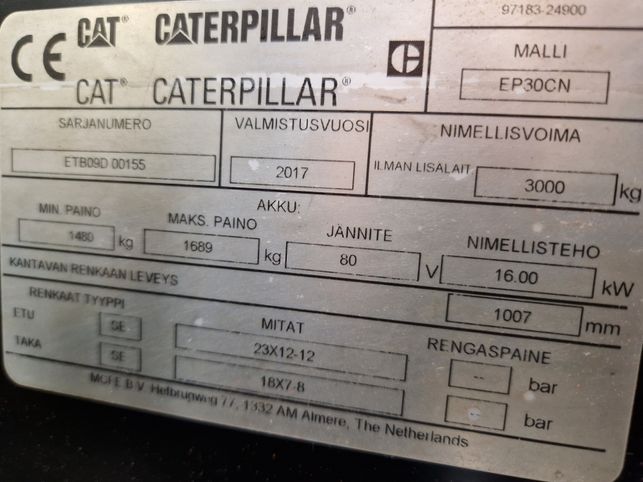 97183-24900
CE CAT® CATERPILLAR®
CAT® CATERPILLAR®
MALLI
EP30CN
SARJANUMERO
ETB09D 00155
VALMISTUSVUOSI
2017
NIMELLISVOIMA
ILMAN LISALAIT
3000 kg
AKKU:
MIN. PAINO
1480 kg
MAKS. PAINO
1689 kg
JÄNNITE
80 V
NIMELLISTEHO
16.00 kW
KANTAVAN RENKAAN LEVEYS
1007 mm
RENKAAT TYYPPI
MITAT
RENGASPAINE
ETU SE 23X12-12 -- bar
TAKA SE 18X7-8 -- bar
MCFE B.V. Hefbrugweg 77, 1332 AM Almere, The Netherlands